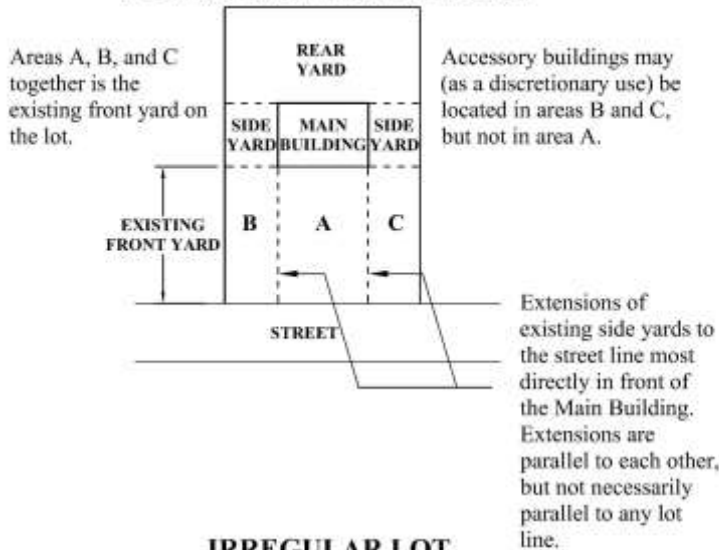 Areas A, B, and C
together is the
existing front yard on
the lot.
REAR
YARD
Accessory buildings may
(as a discretionary use) be
located in areas B and C,
but not in area A.
SIDE
YARD
MAIN
BUILDING
SIDE
YARD
EXISTING
FRONT YARD
B
A
C
STREET
Extensions of
existing side yards to
the street line most
directly in front of
the Main Building.
Extensions are
parallel to each other,
but not necessarily
parallel to any lot
line.
IRREGULAR LOT